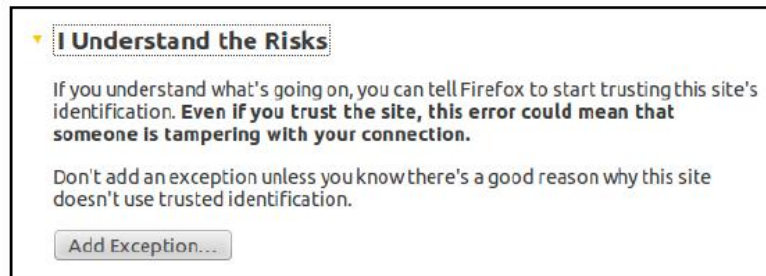 I Understand the Risks
If you understand what's going on, you can tell Firefox to start trusting this site's
identification. Even if you trust the site, this error could mean that
someone is tampering with your connection.
Don't add an exception unless you know there's a good reason why this site
doesn't use trusted identification.
Add Exception...